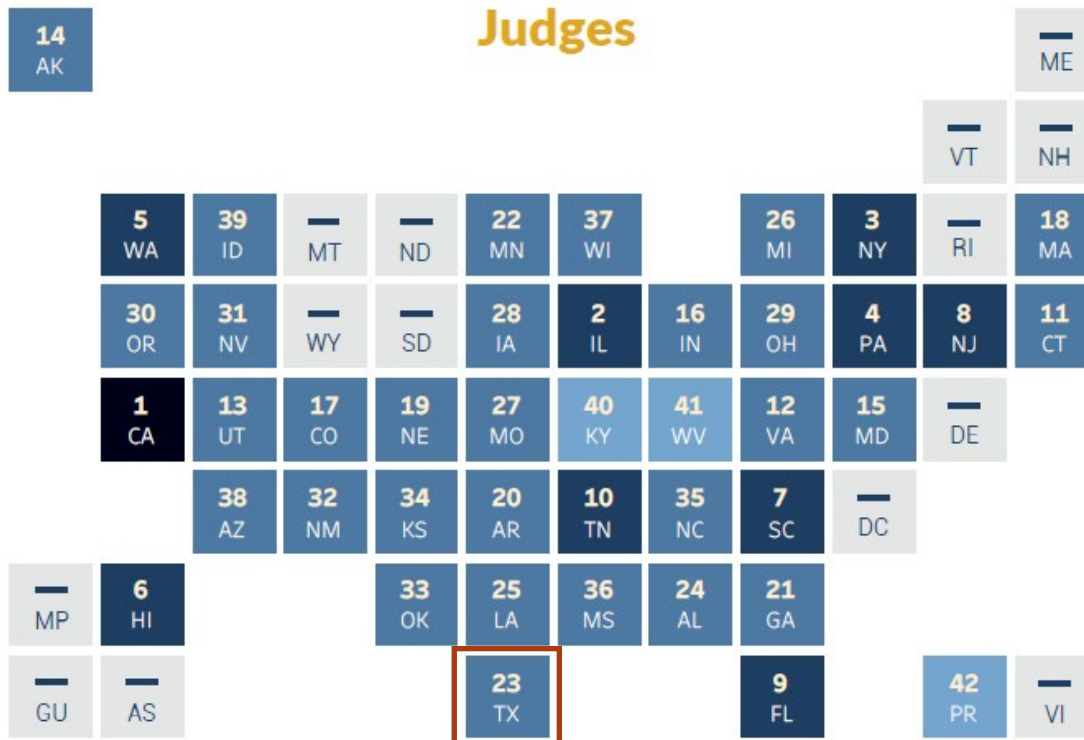 Judges
14
AK
—
ME
—
VT
—
NH
5
WA
39
ID
—
MT
—
ND
22
MN
37
WI
26
MI
3
NY
—
RI
18
MA
30
OR
31
NV
—
WY
—
SD
28
IA
2
IL
16
IN
29
OH
4
PA
8
NJ
11
CT
1
CA
13
UT
17
CO
19
NE
27
MO
40
KY
41
WV
12
VA
15
MD
—
DE
38
AZ
32
NM
34
KS
20
AR
10
TN
35
NC
7
SC
—
DC
—
MP
6
HI
33
OK
25
LA
36
MS
24
AL
21
GA
—
GU
—
AS
23
TX
9
FL
42
PR
—
VI